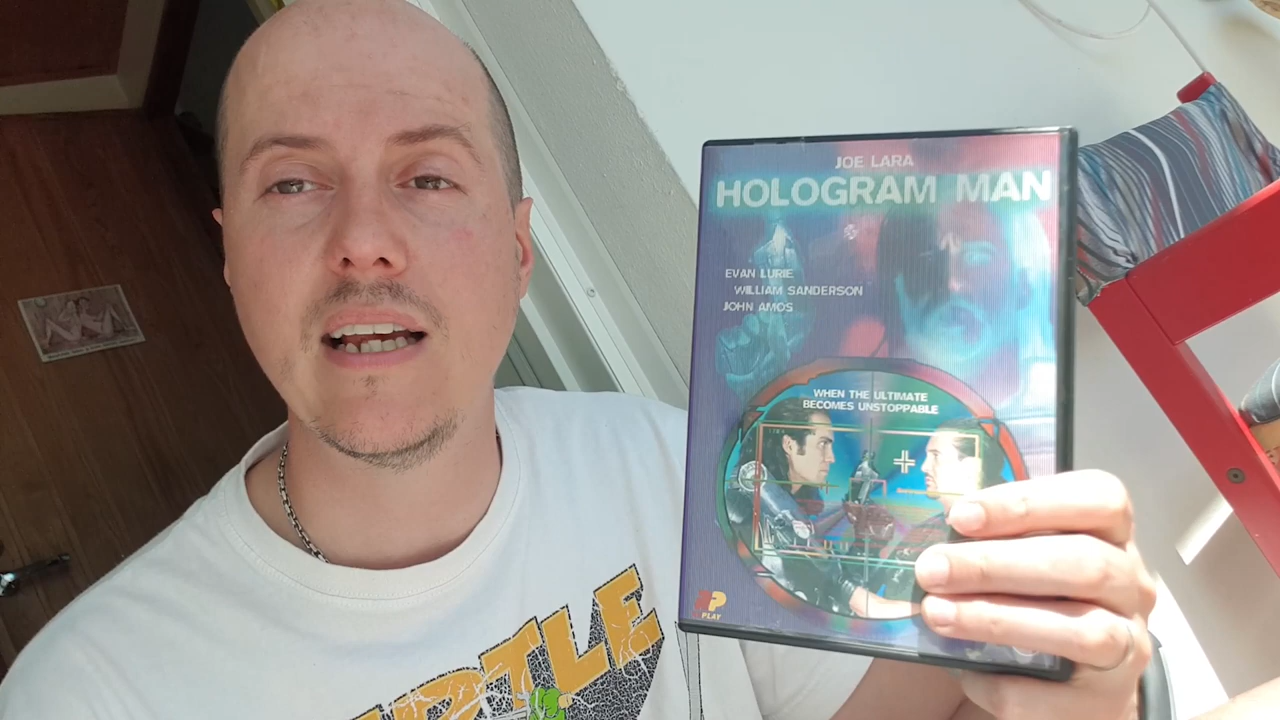 JOE LARA
HOLOGRAM MAN
EVAN LURIE
WILLIAM SANDERSON
JOHN AMOS
WHEN THE ULTIMATE
BECOMES UNSTOPPABLE
PLAY